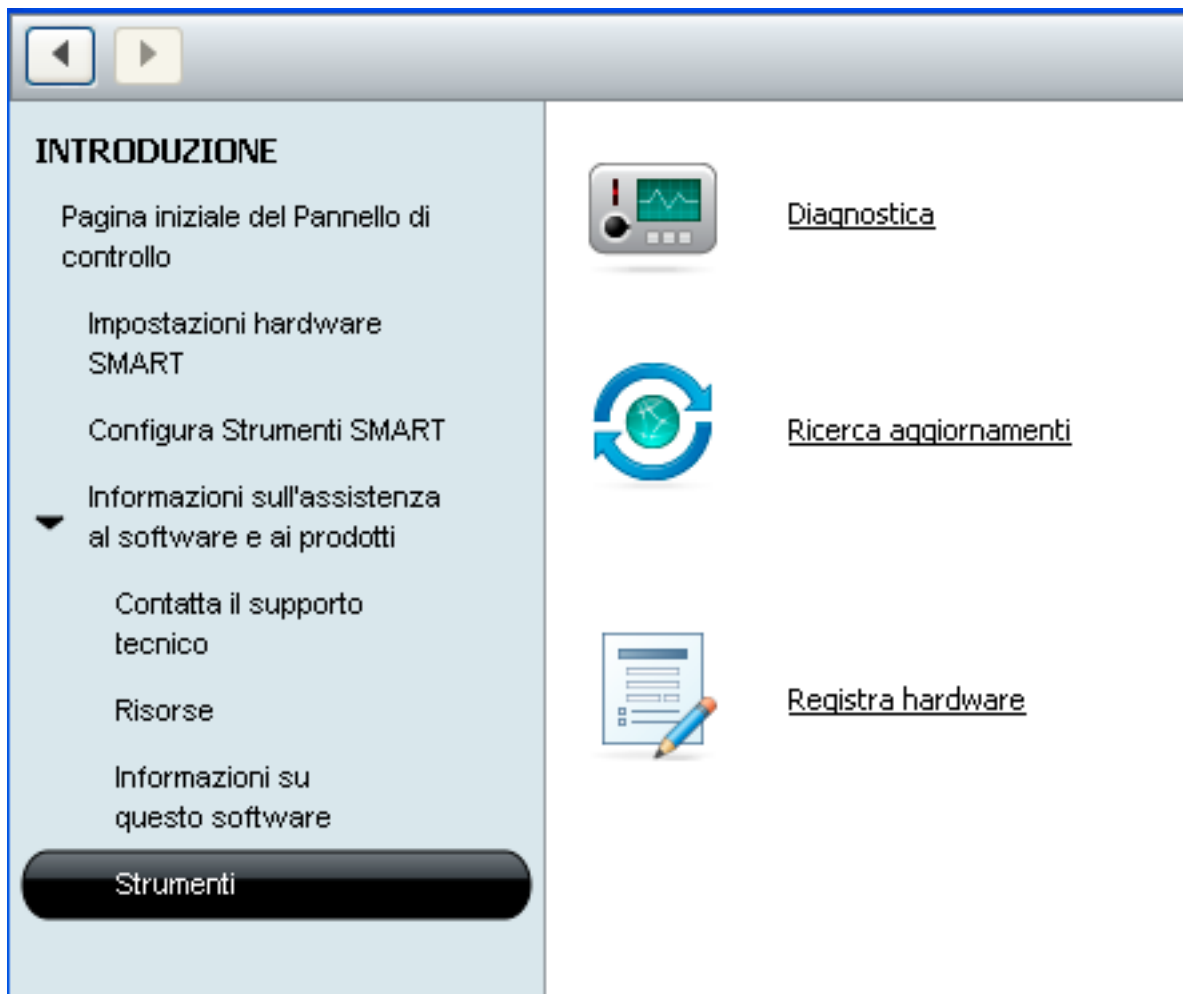 INTRODUZIONE
Pagina iniziale del Pannello di
controllo
Impostazioni hardware
SMART
Configura Strumenti SMART
Informazioni sull'assistenza
al software e ai prodotti
Contatta il supporto
tecnico
Risorse
Informazioni su
questo software
Strumenti
Diagnostica
Ricerca aggiornamenti
Registra hardware